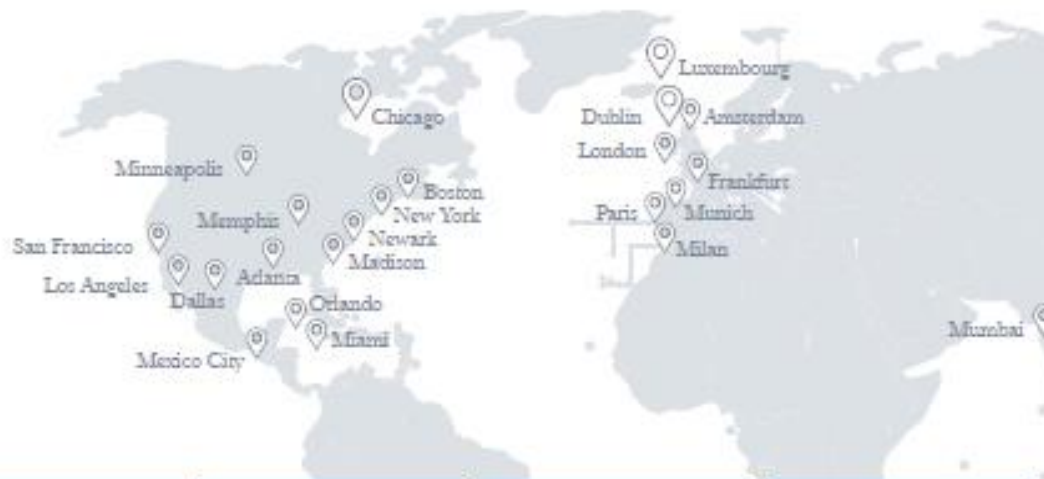 Luxembourg
Chicago
Dublin
Amsterdam
London
Minneapolis
Frankfurt
Boston
New York
Memphis
Paris
Munich
Newark
San Francisco
Milan
Madison
Atlanta
Los Angeles
Dallas
Orlando
Mumbai
Miami
Mexico City